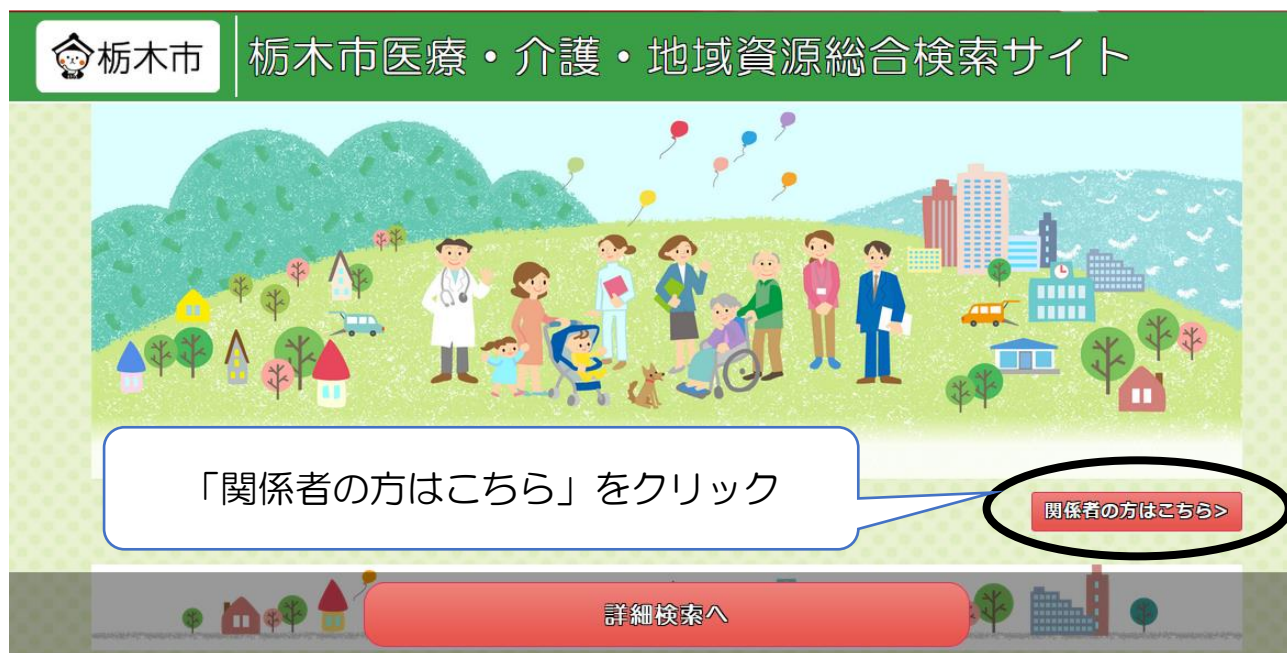 栃木市
栃木市医療・介護・地域資源総合検索サイト
「関係者の方はこちら」をクリック
関係者の方はこちら>
詳細検索へ